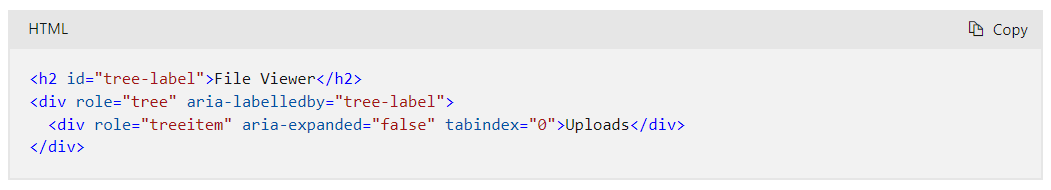 HTML
Copy
<h2 id="tree-label">File Viewer</h2>
<div role="tree" aria-labelledby="tree-label">
  <div role="treeitem" aria-expanded="false" tabindex="0">Uploads</div>
</div>